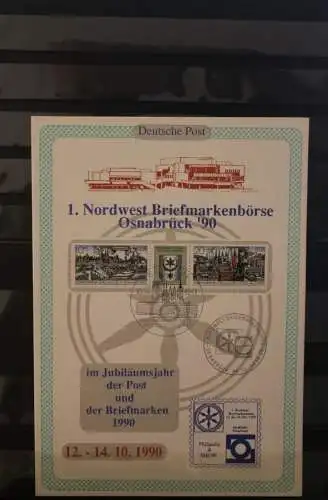 Deutsche Post
1. Nordwest Briefmarkenbörse
Osnabrück '90
im Jubiläumsjahr
der Post
und
der Briefmarken
1990
12. - 14. 10. 1990
Philatelie